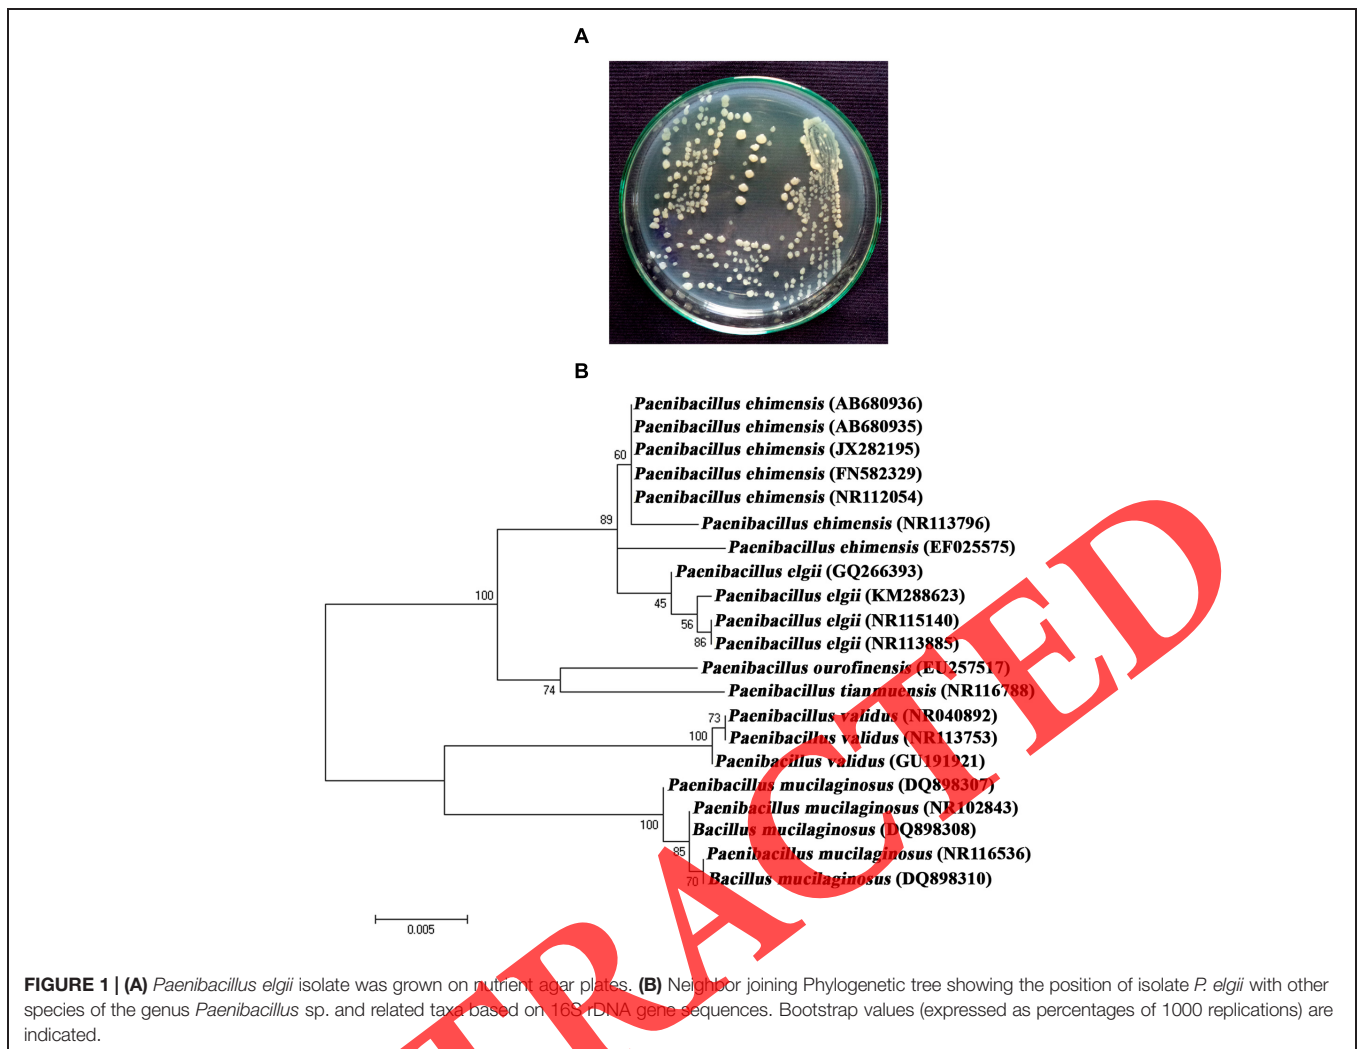 A
B
Paenibacillus ehimensis (AB680936)
Paenibacillus ehimensis (AB680935)
Paenibacillus ehimensis (JX282195)
60
Paenibacillus ehimensis (FN582329)
Paenibacillus ehimensis (NR112054)
89
Paenibacillus ehimensis (NR113796)
Paenibacillus ehimensis (EF025575)
Paenibacillus elgii (GQ266393)
100
Paenibacillus elgii (KM288623)
45
Paenibacillus elgii (NR115140)
56
Paenibacillus elgii (NR113885)
86
Paenibacillus ourofinensis (EU257517)
74
Paenibacillus tianmuensis (NR116788)
73
Paenibacillus validus (NR040892)
100
Paenibacillus validus (NR113753)
Paenibacillus validus (GU191921)
Paenibacillus mucilaginosus (DQ898307)
Paenibacillus mucilaginosus (NR102843)
100
Bacillus mucilaginosus (DQ898308)
85
Paenibacillus mucilaginosus (NR116536)
70
Bacillus mucilaginosus (DQ898310)
0.005
FIGURE 1 | (A) Paenibacillus elgii isolate was grown on nutrient agar plates. (B) Neighbor joining Phylogenetic tree showing the position of isolate P. elgii with other
species of the genus Paenibacillus sp. and related taxa based on 16S rDNA gene sequences. Bootstrap values (expressed as percentages of 1000 replications) are
indicated.
TRACTED